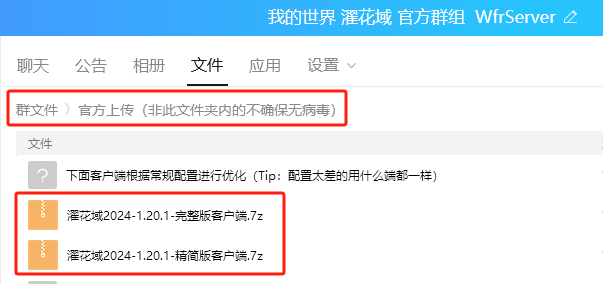 我的世界 濯花域 官方群组 WfrServer
聊天 公告 相册 文件 应用 设置
群文件 〉官方上传（非此文件夹内的不确保无病毒）
文件
下面客户端根据常规配置进行优化（Tip：配置太差的用什么端都一样）
濯花域2024-1.20.1-完整版客户端.7z
濯花域2024-1.20.1-精简版客户端.7z